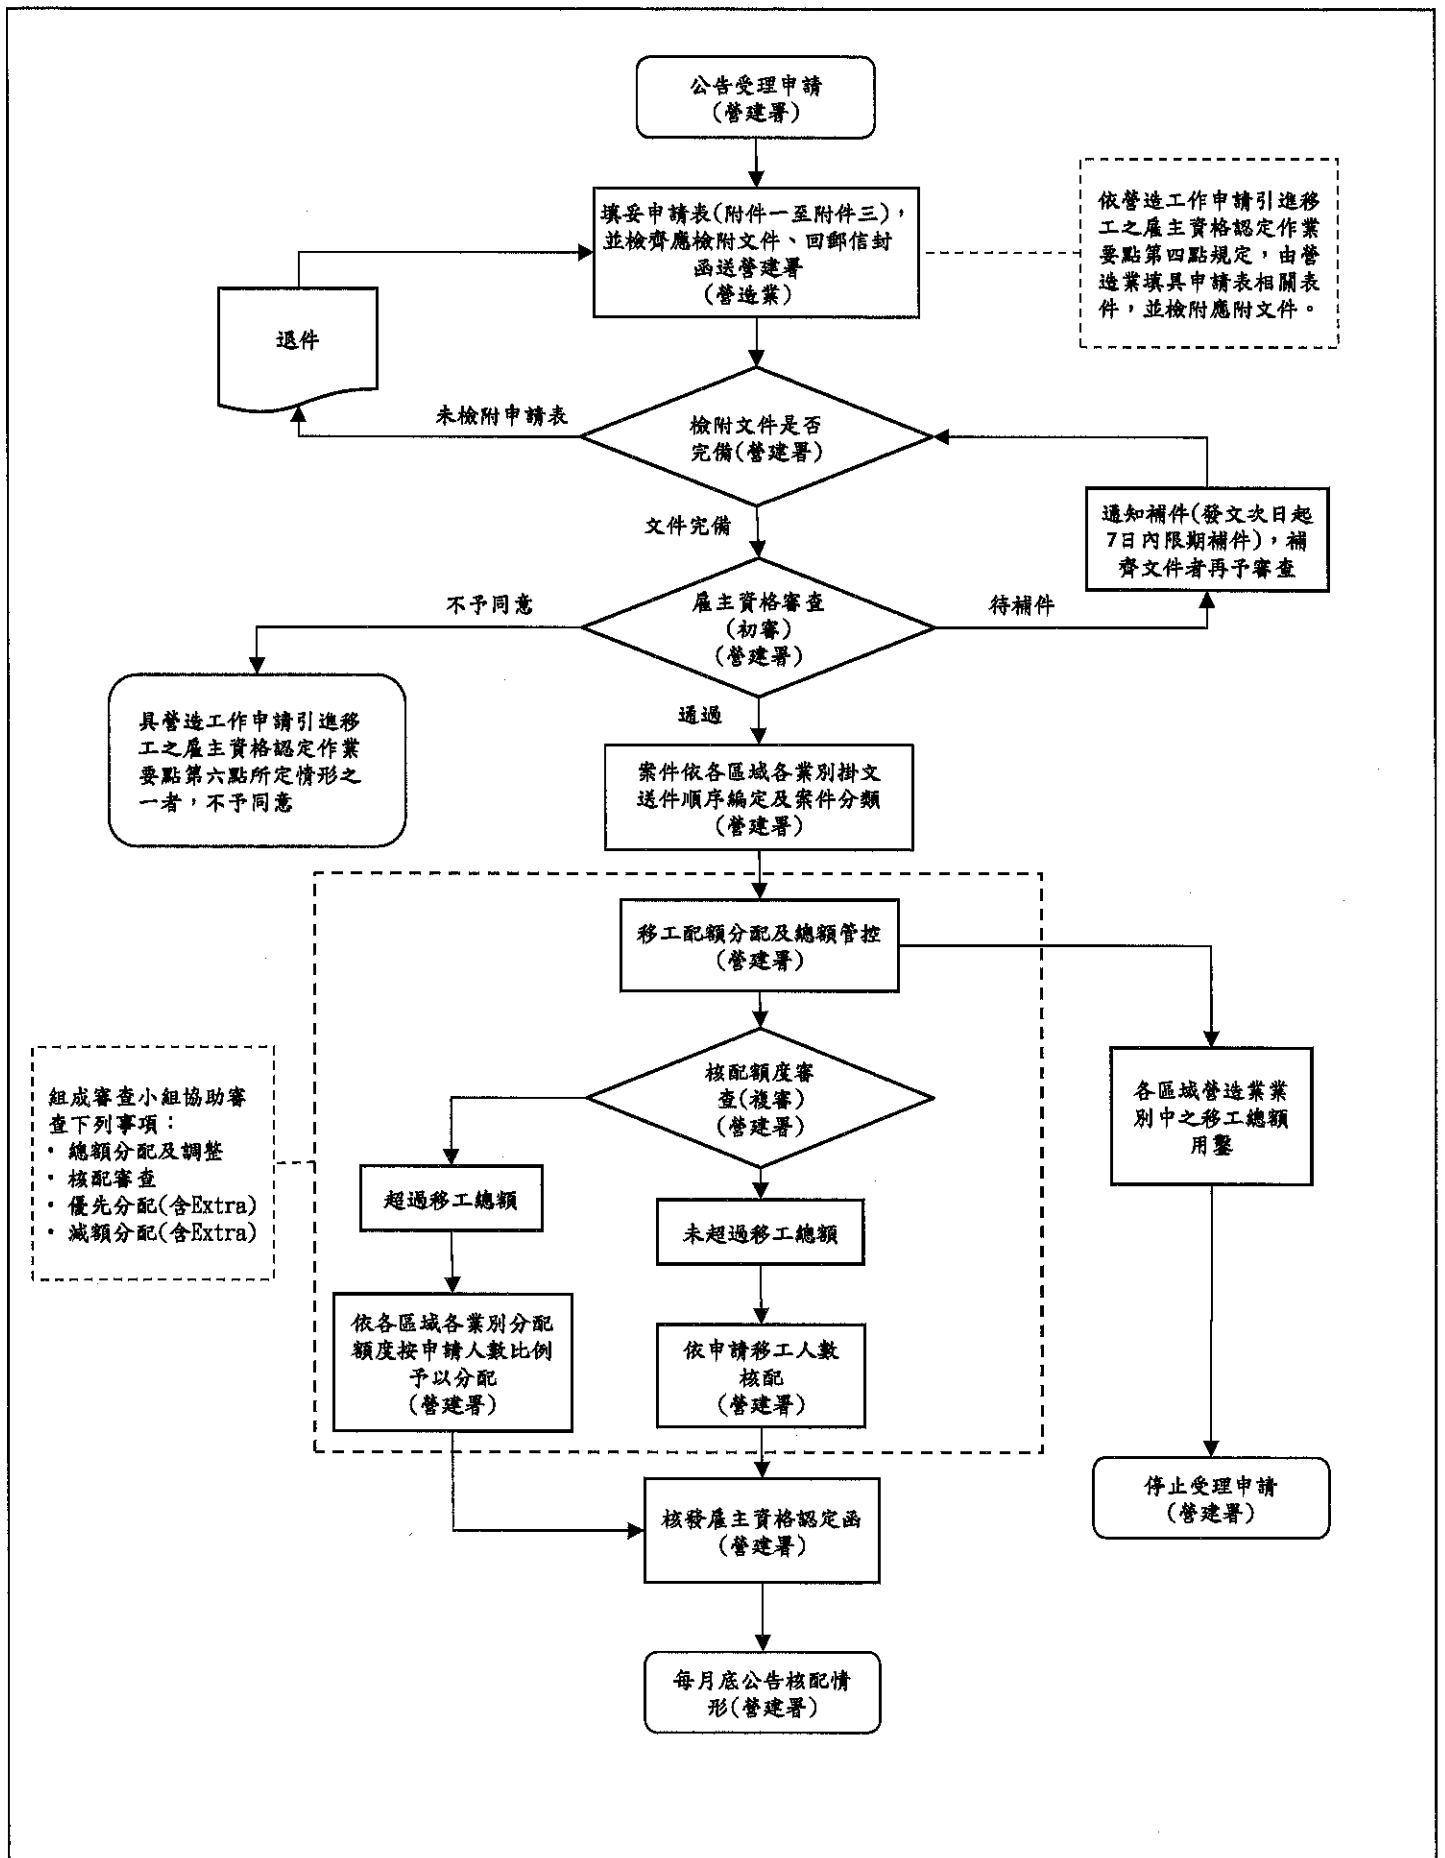 公告受理申請
(營建署)
填妥申請表(附件一至附件三)，
並檢齊應檢附文件、回郵信封
函送營建署
(營造業)
依營造工作申請引進移
工之雇主資格認定作業
要點第四點規定，由營
造業填具申請表相關表
件，並檢附應附文件。
退件
未檢附申請表
檢附文件是否
完備(營建署)
文件完備
通知補件(發文次日起
7日內限期補件)，補
齊文件者再予審查
不予同意
雇主資格審查
(初審)
(營建署)
待補件
具營造工作申請引進移
工之雇主資格認定作業
要點第六點所定情形之
一者，不予同意
通過
案件依各區域各業別掛文
送件順序編定及案件分類
(營建署)
移工配額分配及總額管控
(營建署)
組成審查小組協助審
查下列事項：
• 總額分配及調整
• 核配審查
• 優先分配(含Extra)
• 減額分配(含Extra)
核配額度審
查(複審)
(營建署)
各區域營造業業
別中之移工總額
用罄
超過移工總額
未超過移工總額
依各區域各業別分配
額度按申請人數比例
予以分配
(營建署)
依申請移工人數
核配
(營建署)
停止受理申請
(營建署)
核發雇主資格認定函
(營建署)
每月底公告核配情
形(營建署)